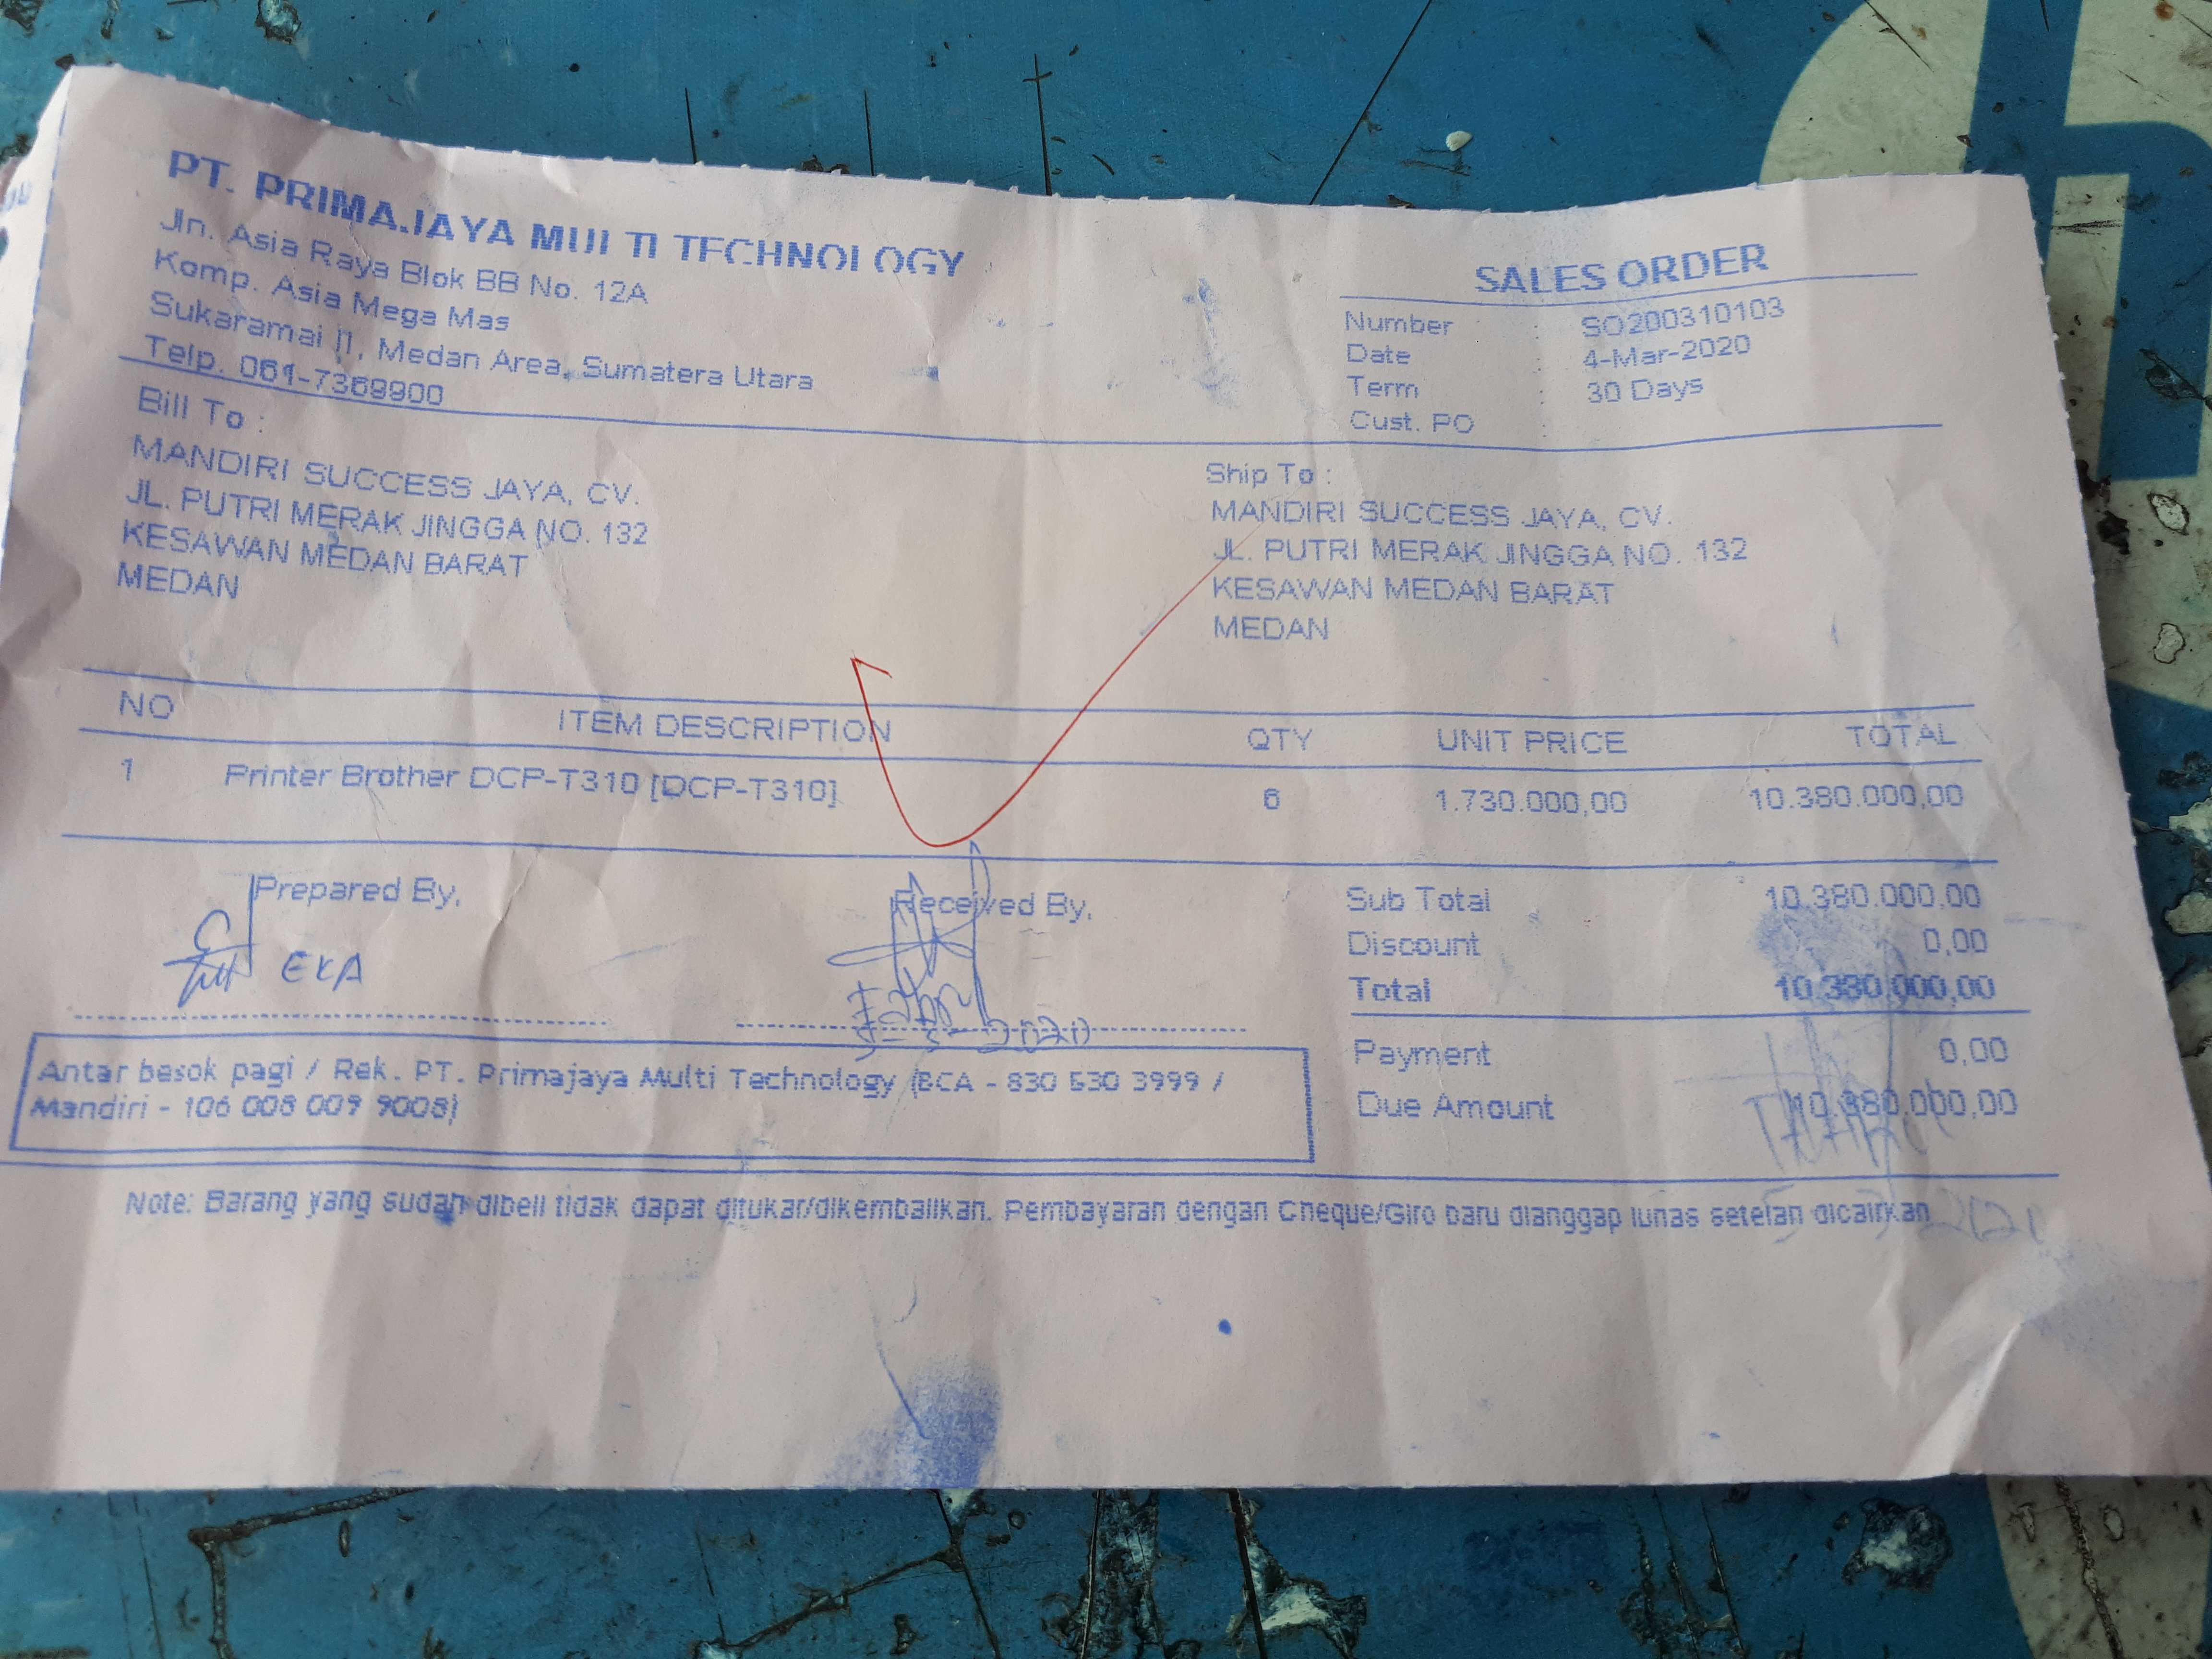 PT. PRIMAJAYA MULTI TECHNOLOGY
Jln. Asia Raya Blok BB No. 12A
Komp. Asia Mega Mas
Sukaramai II, Medan Area, Sumatera Utara
Telp. 061-7369900
SALES ORDER
Number : SO200310103
Date : 4-Mar-2020
Term : 30 Days
Cust. PO :
Bill To :
MANDIRI SUCCESS JAYA, CV.
JL. PUTRI MERAK JINGGA NO. 132
KESAWAN MEDAN BARAT
MEDAN
Ship To :
MANDIRI SUCCESS JAYA, CV.
JL. PUTRI MERAK JINGGA NO. 132
KESAWAN MEDAN BARAT
MEDAN
NO ITEM DESCRIPTION QTY UNIT PRICE TOTAL
1 Printer Brother DCP-T310 [DCP-T310] 6 1.730.000,00 10.380.000,00
Prepared By,
EKA
Received By,
5-3-2020
Sub Total 10.380.000,00
Discount 0,00
Total 10.380.000,00
Payment 0,00
Due Amount 10.380.000,00
Antar besok pagi / Rek. PT. Primajaya Multi Technology (BCA - 830 530 3999 /
Mandiri - 106 008 009 9008)
Note: Barang yang sudah dibeli tidak dapat ditukar/dikembalikan. Pembayaran dengan Cheque/Giro baru dianggap lunas setelah dicairkan